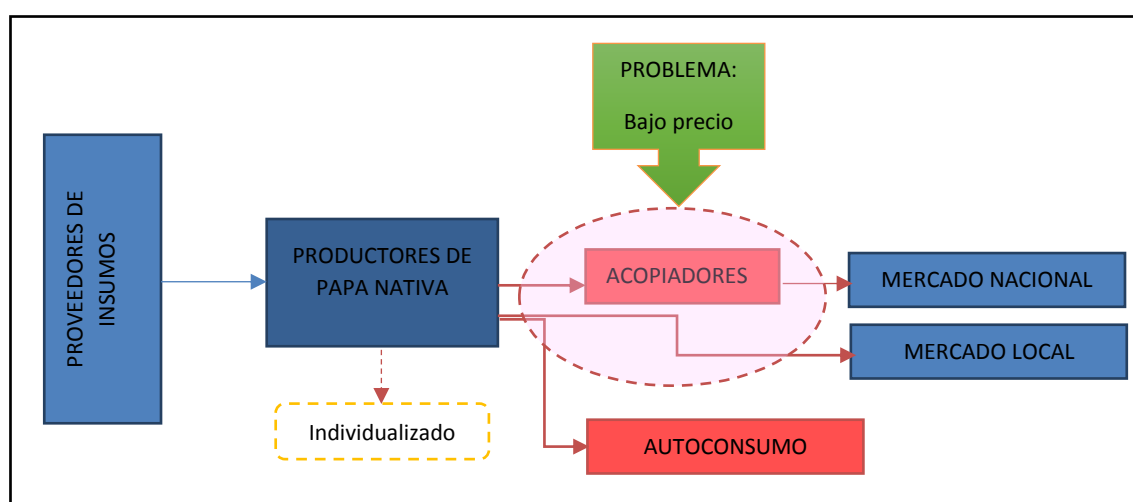 PROBLEMA:
Bajo precio
PROVEEDORES DE
INSUMOS
PRODUCTORES DE
PAPA NATIVA
ACOPIADORES
MERCADO NACIONAL
MERCADO LOCAL
Individualizado
AUTOCONSUMO